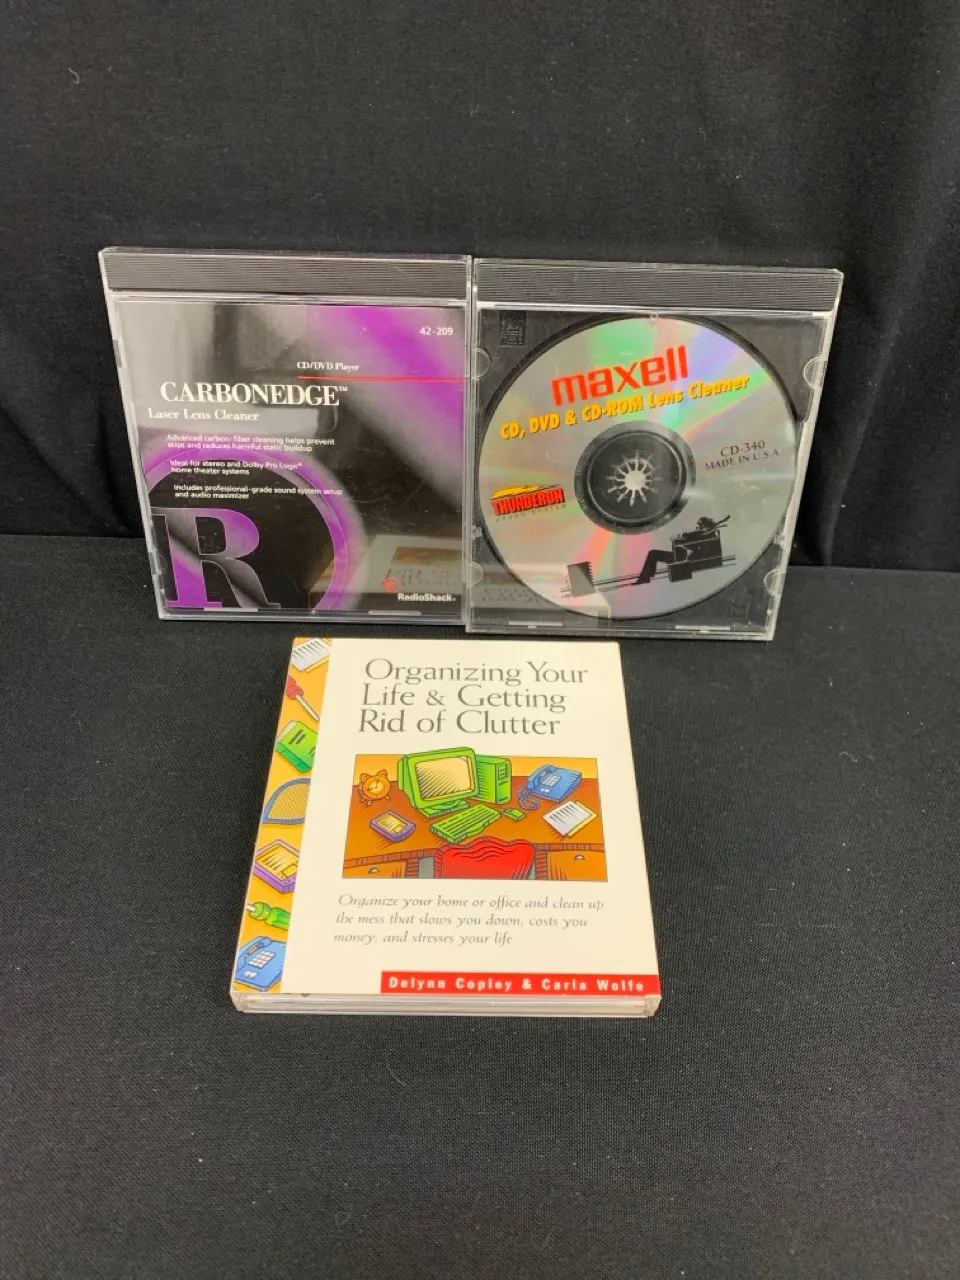 42-209
CD/DVD Player
CARBONEDGE™
Laser Lens Cleaner
Advanced carbon-fiber cleaning helps prevent
skips and reduces harmful static buildup
Ideal for stereo and Dolby Pro Logic®
home theater systems
Includes professional-grade sound system setup
and audio maximizer
R
RadioShack®
maxell
CD, DVD & CD-ROM Lens Cleaner
CD-340
MADE IN U.S.A
THUNDERON
Organizing Your
Life & Getting
Rid of Clutter
Organize your home or office and clean up
the mess that slows you down, costs you
money, and stresses your life
Delynn Copley & Carla Wolfe